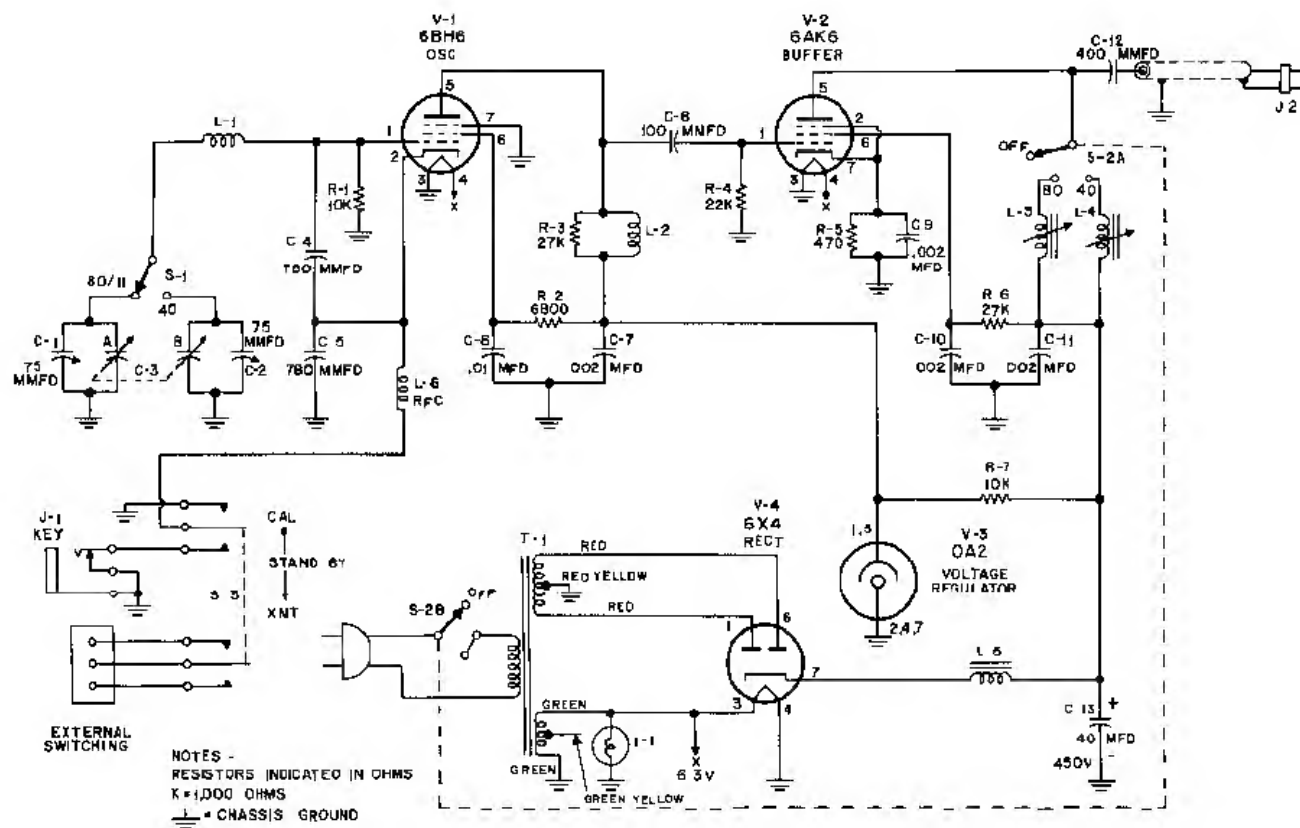 V-1
6BH6
OSC
V-2
6AK6
BUFFER
C-12
400 MMFD
J-2
5
7
6
1
2
3
4
X
L-1
R-1
10K
C-6
100 MMFD
5
2
6
1
7
3
4
X
R-4
22K
R-3
27K
L-2
R-5
470
C9
.002
MFD
OFF
S-2A
80
40
L-3
L-4
C 4
700 MMFD
80/11
S-1
40
C-1
75
MMFD
A
C-3
B
75
MMFD
C-2
C-5
780 MMFD
L-6
RFC
R 2
6800
C-8
.01 MFD
C-7
.002 MFD
R 6
27K
C-10
.002 MFD
C-11
.002 MFD
R-7
10K
J-1
KEY
CAL
STAND BY
XMT
S 3
EXTERNAL
SWITCHING
S-2B
OFF
T-1
RED
RED YELLOW
RED
V-4
6X4
RECT
1
6
7
3
4
1,5
V-3
OA2
VOLTAGE
REGULATOR
2,4,7
L 5
C 13
+
40 MFD
450V
-
GREEN
GREEN
I-1
X
6 3V
GREEN YELLOW
NOTES -
RESISTORS INDICATED IN OHMS
K = 1,000 OHMS
= CHASSIS GROUND